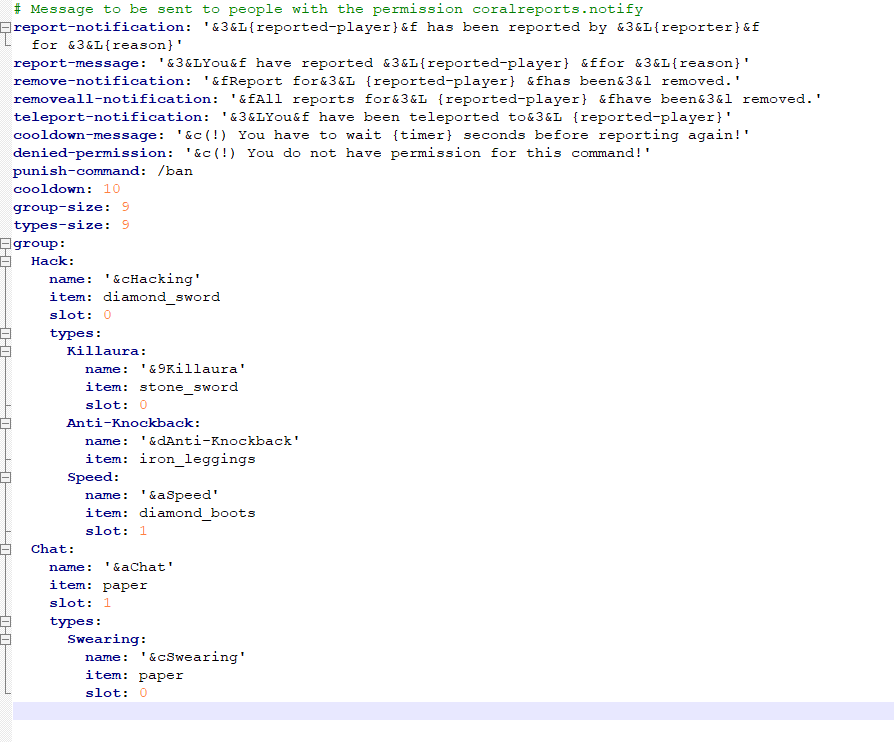 # Message to be sent to people with the permission coralreports.notify
report-notification: '&3&L{reported-player}&f has been reported by &3&L{reporter}&f
  for &3&L{reason}'
report-message: '&3&LYou&f have reported &3&L{reported-player} &ffor &3&L{reason}'
remove-notification: '&fReport for&3&L {reported-player} &fhas been&3&l removed.'
removeall-notification: '&fAll reports for&3&L {reported-player} &fhave been&3&l removed.'
teleport-notification: '&3&LYou&f have been teleported to&3&L {reported-player}'
cooldown-message: '&c(!) You have to wait {timer} seconds before reporting again!'
denied-permission: '&c(!) You do not have permission for this command!'
punish-command: /ban
cooldown: 10
group-size: 9
types-size: 9
group:
  Hack:
    name: '&cHacking'
    item: diamond_sword
    slot: 0
    types:
      Killaura:
        name: '&9Killaura'
        item: stone_sword
        slot: 0
      Anti-Knockback:
        name: '&dAnti-Knockback'
        item: iron_leggings
      Speed:
        name: '&aSpeed'
        item: diamond_boots
        slot: 1
  Chat:
    name: '&aChat'
    item: paper
    slot: 1
    types:
      Swearing:
        name: '&cSwearing'
        item: paper
        slot: 0